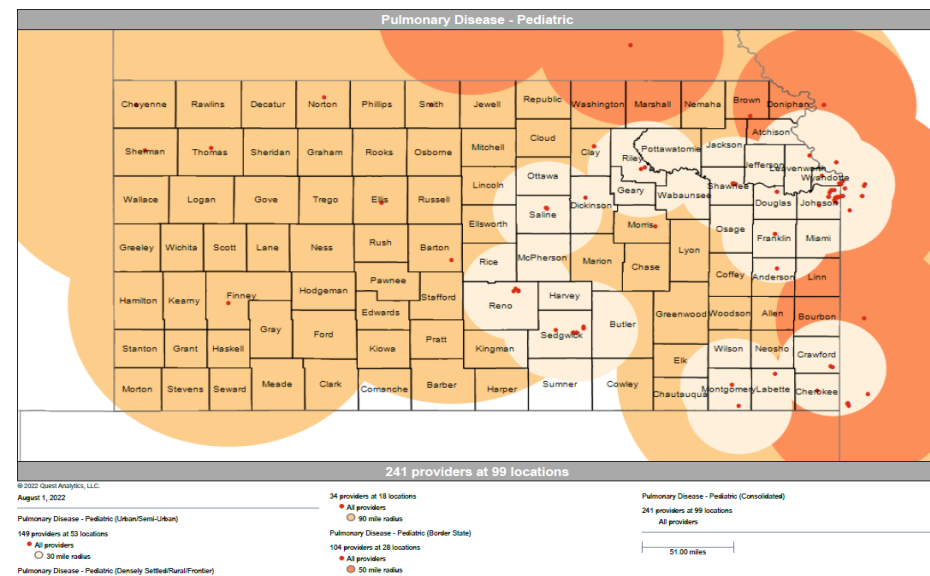 Pulmonary Disease - Pediatric
Cheyenne Rawlins Decatur Norton Phillips Smith Jewell Republic Washington Marshall Nemaha Brown Doniphan
Atchison
Sherman Thomas Sheridan Graham Rooks Osborne Mitchell Cloud Clay Riley Pottawatomie Jackson Jefferson Leavenworth
Wyandotte
Ottawa
Lincoln Geary Wabaunsee Shawnee
Wallace Logan Gove Trego Ellis Russell Saline Dickinson Douglas Johnson
Ellsworth Morris Osage
Greeley Wichita Scott Lane Ness Rush Barton Lyon Franklin Miami
Rice McPherson Marion Chase
Hamilton Kearny Finney Hodgeman Pawnee Stafford Reno Harvey Coffey Anderson Linn
Edwards
Gray Ford Sedgwick Butler Greenwood Woodson Allen Bourbon
Stanton Grant Haskell Kiowa Pratt Kingman Elk Wilson Neosho Crawford
Morton Stevens Seward Meade Clark Comanche Barber Harper Sumner Cowley Chautauqua Montgomery Labette Cherokee
241 providers at 99 locations
© 2022 Quest Analytics, LLC.
August 1, 2022
Pulmonary Disease - Pediatric (Urban/Semi-Urban)
149 providers at 53 locations
All providers
30 mile radius
Pulmonary Disease - Pediatric (Densely Settled/Rural/Frontier)
34 providers at 18 locations
All providers
90 mile radius
Pulmonary Disease - Pediatric (Border State)
104 providers at 28 locations
All providers
50 mile radius
Pulmonary Disease - Pediatric (Consolidated)
241 providers at 99 locations
All providers
51.00 miles